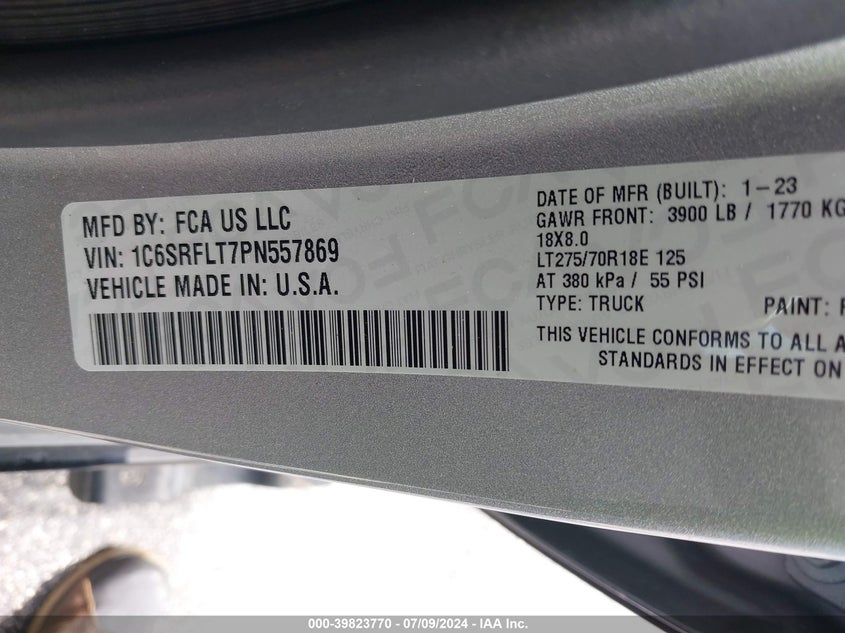 MFD BY: FCA US LLC
VIN: 1C6SRFLT7PN557869
VEHICLE MADE IN: U.S.A.
DATE OF MFR (BUILT): 1-23
GAWR FRONT: 3900 LB / 1770 KG
18X8.0
LT275/70R18E 125
AT 380 kPa / 55 PSI
TYPE: TRUCK PAINT:
THIS VEHICLE CONFORMS TO ALL A
STANDARDS IN EFFECT ON
000-39823770 - 07/09/2024 - IAA Inc.